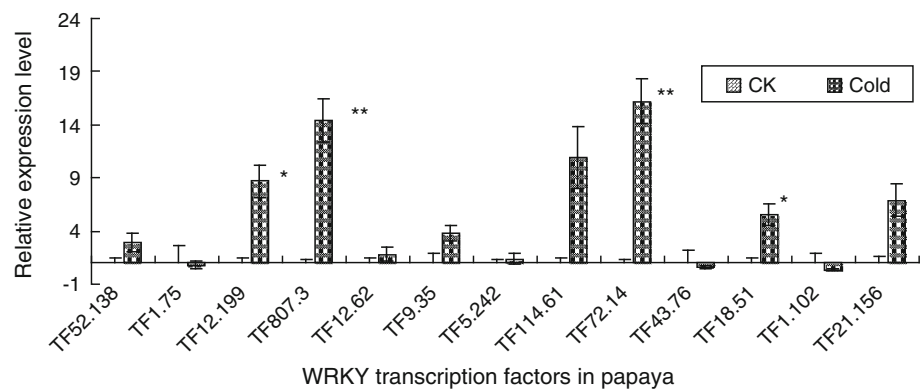 Relative expression level
24
19
14
9
4
-1
CK
Cold
*
**
**
*
TF52.138
TF1.75
TF12.199
TF807.3
TF12.62
TF9.35
TF5.242
TF114.61
TF72.14
TF43.76
TF18.51
TF1.102
TF21.156
WRKY transcription factors in papaya